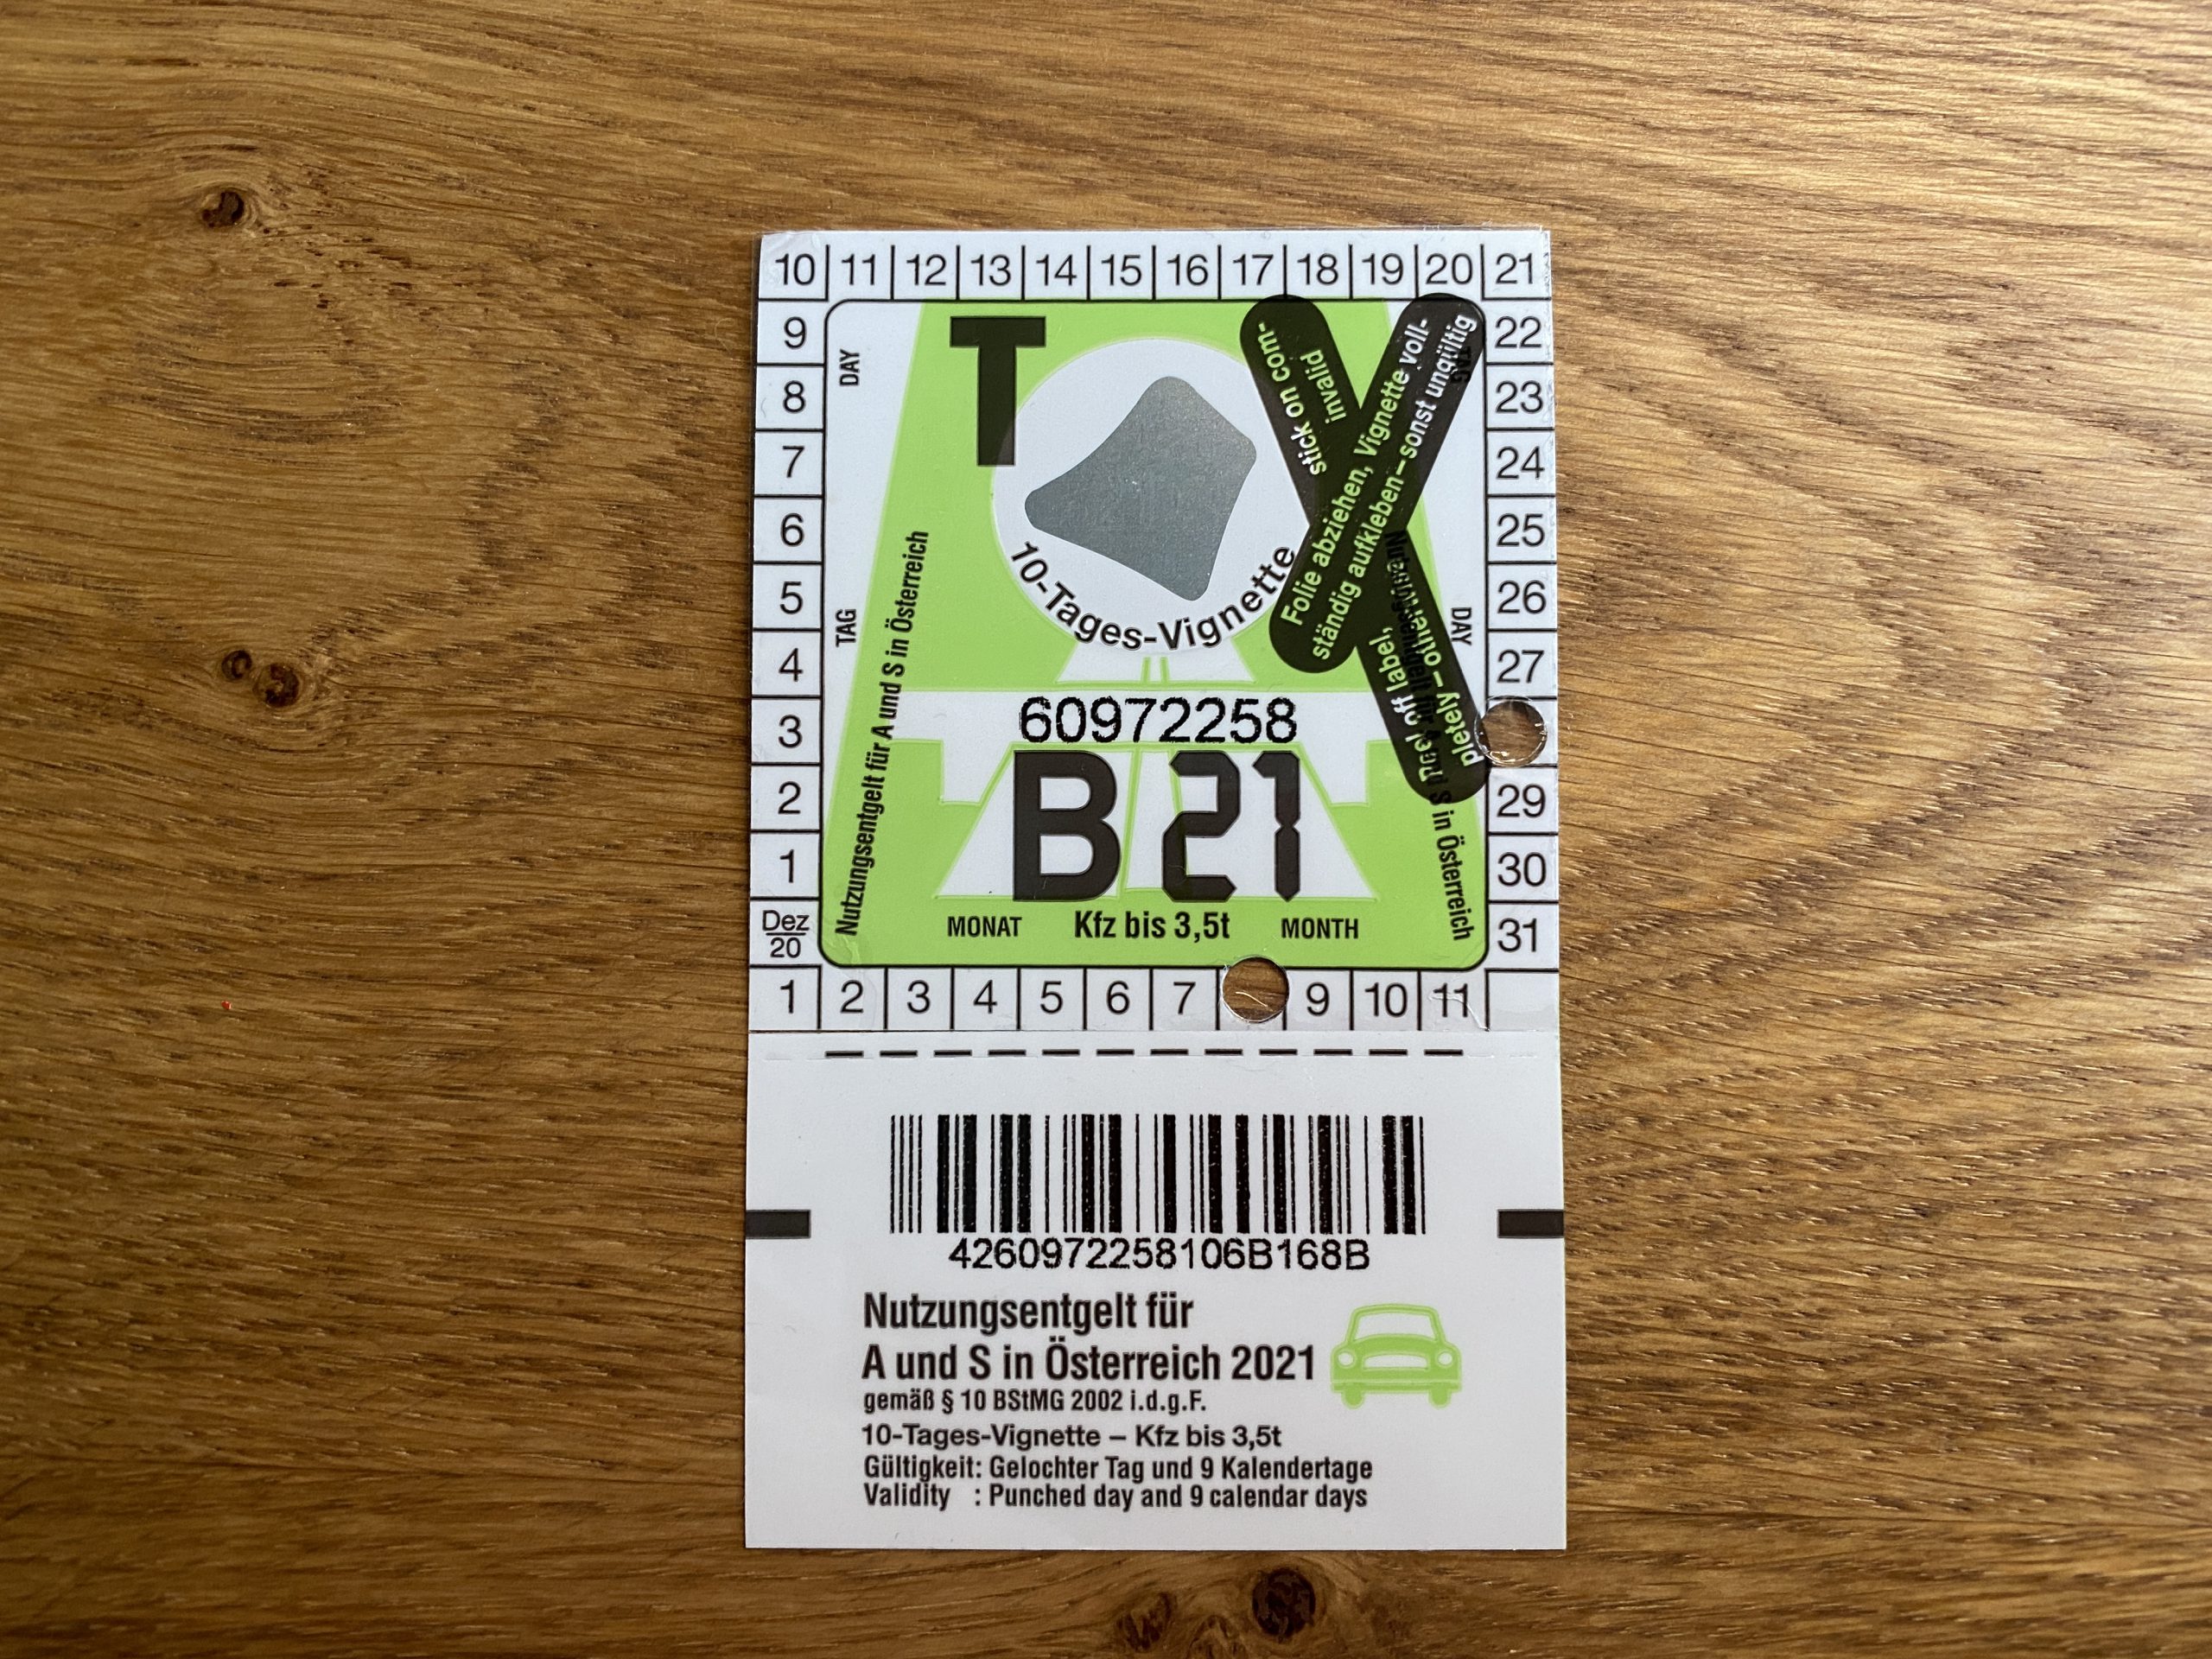 10 11 12 13 14 15 16 17 18 19 20 21
9 22
8 23
7 24
6 25
5 26
4 27
3
2 29
1 30
Dez
20
31
1 2 3 4 5 6 7 9 10 11
DAY
TAG
T
TAG
DAY
10-Tages-Vignette
Folie abziehen, Vignette voll-
ständig aufkleben – sonst ungültig
Peel off label, stick on com-
pletely – otherwise invalid
Nutzungsentgelt für A und S in Österreich
Nutzungsentgelt für A und S in Österreich
60972258
B 21
MONAT Kfz bis 3,5t MONTH
4260972258106B168B
Nutzungsentgelt für
A und S in Österreich 2021
gemäß § 10 BStMG 2002 i.d.g.F.
10-Tages-Vignette – Kfz bis 3,5t
Gültigkeit: Gelochter Tag und 9 Kalendertage
Validity : Punched day and 9 calendar days